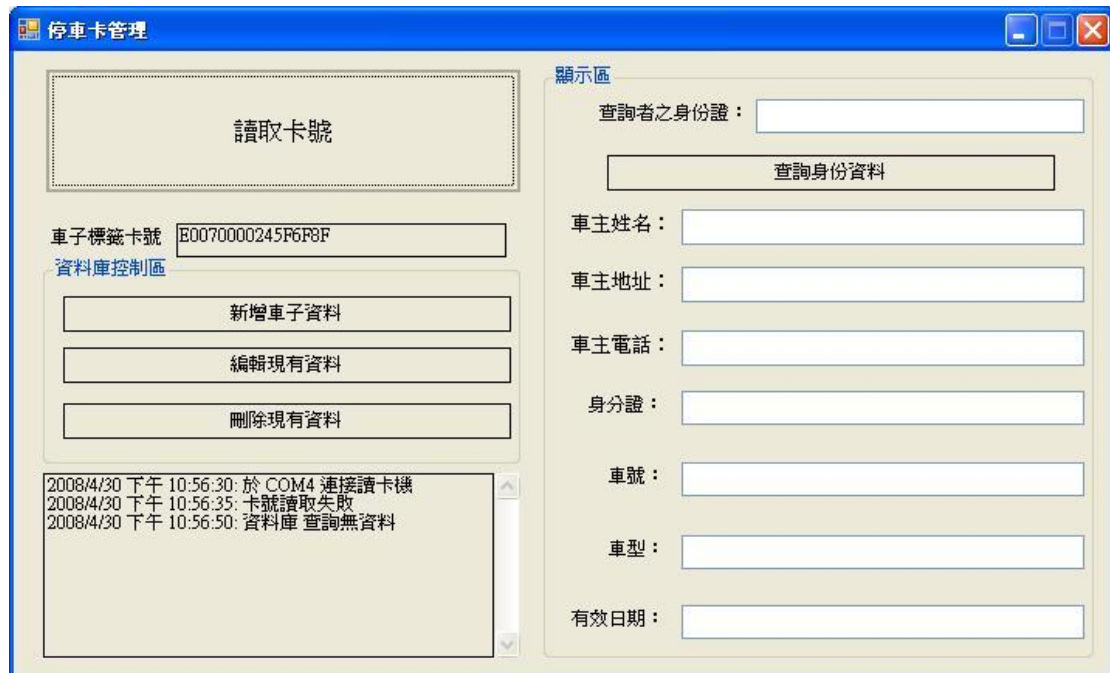 停車卡管理
讀取卡號
車子標籤卡號 E0070000245F6F8F
資料庫控制區
新增車子資料
編輯現有資料
刪除現有資料
2008/4/30 下午 10:56:30: 於 COM4 連接讀卡機
2008/4/30 下午 10:56:35: 卡號讀取失敗
2008/4/30 下午 10:56:50: 資料庫 查詢無資料
顯示區
查詢者之身份證：
查詢身份資料
車主姓名：
車主地址：
車主電話：
身分證：
車號：
車型：
有效日期：